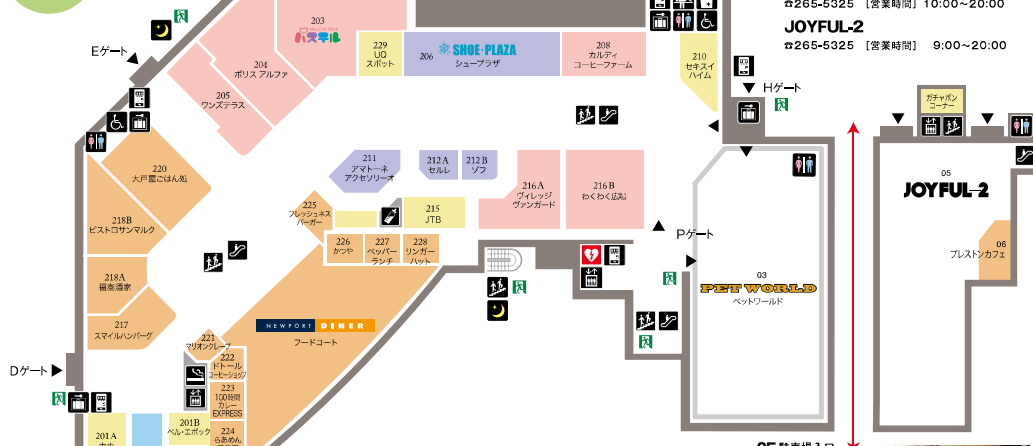 ☎265-5325 [営業時間] 10:00～20:00
JOYFUL-2
☎265-5325 [営業時間] 9:00～20:00
Eゲート
203
パステル
204
ポリス アルファ
205
ワンズテラス
229
UQ
スポット
206
SHOE・PLAZA
シュープラザ
208
カルディ
コーヒーファーム
210
セキスイ
ハイム
Hゲート
ガチャポン
コーナー
220
大戸屋ごはん処
211
アマトーネ
アクセソリーオ
212A
セルレ
212B
ゾフ
216A
ヴィレッジ
ヴァンガード
216B
わくわく広場
05
JOYFUL-2
225
フレッシュネス
バーガー
215
JTB
218B
ビストロサンマルク
226
かつや
227
ペッパー
ランチ
228
リンガー
ハット
Pゲート
06
プレストンカフェ
218A
福泰酒家
03
PET WORLD
ペットワールド
217
スマイルハンバーグ
NEWPORT DINER
フードコート
221
マリオンクレープ
222
ドトール
コーヒーショップ
Dゲート
223
100時間
カレー
EXPRESS
201A
201B
ベル・エポック
224
らあめん